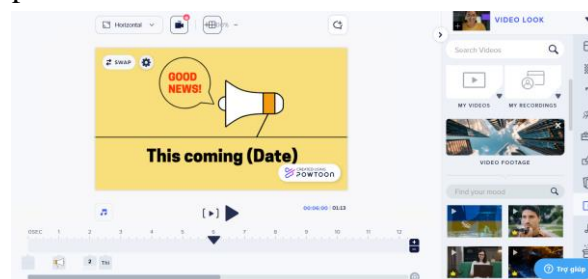 Horizontal
VIDEO LOOK
SWAP
Search Videos
GOOD
NEWS!
MY VIDEOS
MY RECORDINGS
This coming (Date)
CREATED USING
POWTOON
VIDEO FOOTAGE
Find your mood
00:06.00
01:13
0SEC 1 2 3 4 5 6 7 8 9 10 11 12
2
Trợ giúp